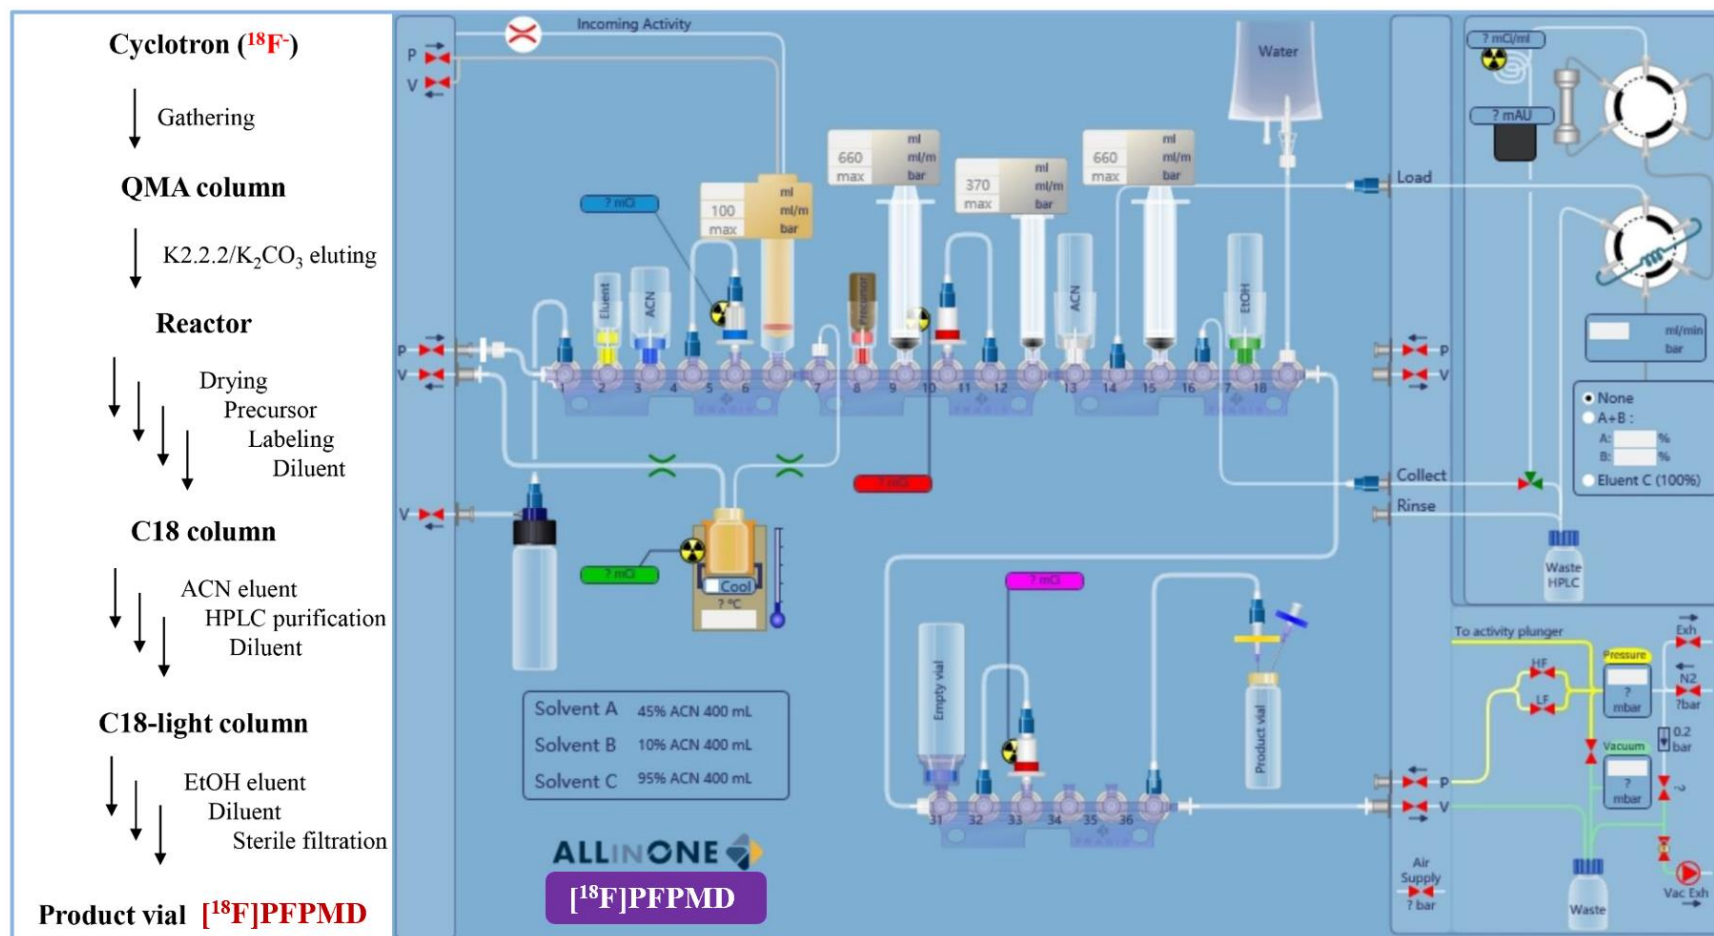 Cyclotron (¹⁸F⁻)
Gathering
QMA column
K2.2.2/K₂CO₃ eluting
Reactor
Drying
Precursor
Labeling
Diluent
C18 column
ACN eluent
HPLC purification
Diluent
C18-light column
EtOH eluent
Diluent
Sterile filtration
Product vial [¹⁸F]PFPMD
Incoming Activity
P
V
? mCi
ml
100 ml/m
max bar
ml
660 ml/m
max bar
ml
370 ml/m
max bar
ml
660 ml/m
max bar
Water
Eluent
ACN
Precursor
ACN
EtOH
P
V
1 2 3 4 5 6 7 8 9 10 11 12 13 14 15 16 17 18
V
? mCi
? mCi
Cool
? °C
? mCi
Solvent A 45% ACN 400 mL
Solvent B 10% ACN 400 mL
Solvent C 95% ACN 400 mL
Empty vial
Product vial
31 32 33 34 35 36
ALLINONE
[¹⁸F]PFPMD
Load
P
V
Collect
Rinse
P
V
Air
Supply
? bar
? mCi/ml
? mAU
ml/min
bar
None
A+B :
A: %
B: %
Eluent C (100%)
Waste
HPLC
To activity plunger
Exh
Pressure
?
mbar
HF
LF
N2
?bar
0.2
bar
Vacuum
?
mbar
?
Waste
Vac Exh